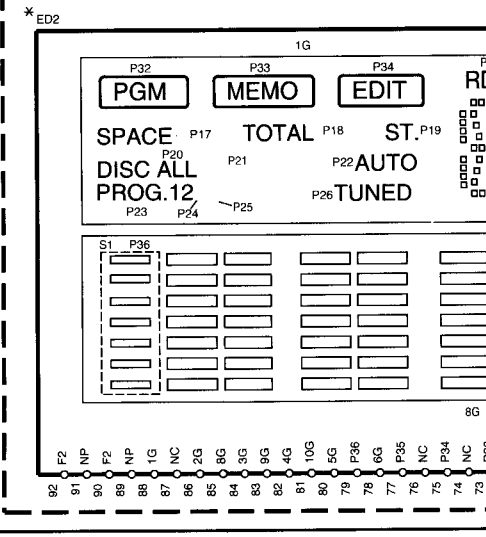 *ED2
1G
P32 P33 P34 P
PGM MEMO EDIT RD
SPACE P17 TOTAL P18 ST. P19
P20 P21
DISC ALL P22 AUTO
PROG.12 P26 TUNED
P23 P24 P25
S1 P36
8G
F2 NP F2 NP 1G NC 2G 8G 3G 9G 4G 10G 5G P36 6G P35 NC P34 NC
92 91 90 89 88 87 86 85 84 83 82 81 80 79 78 77 76 75 74 73